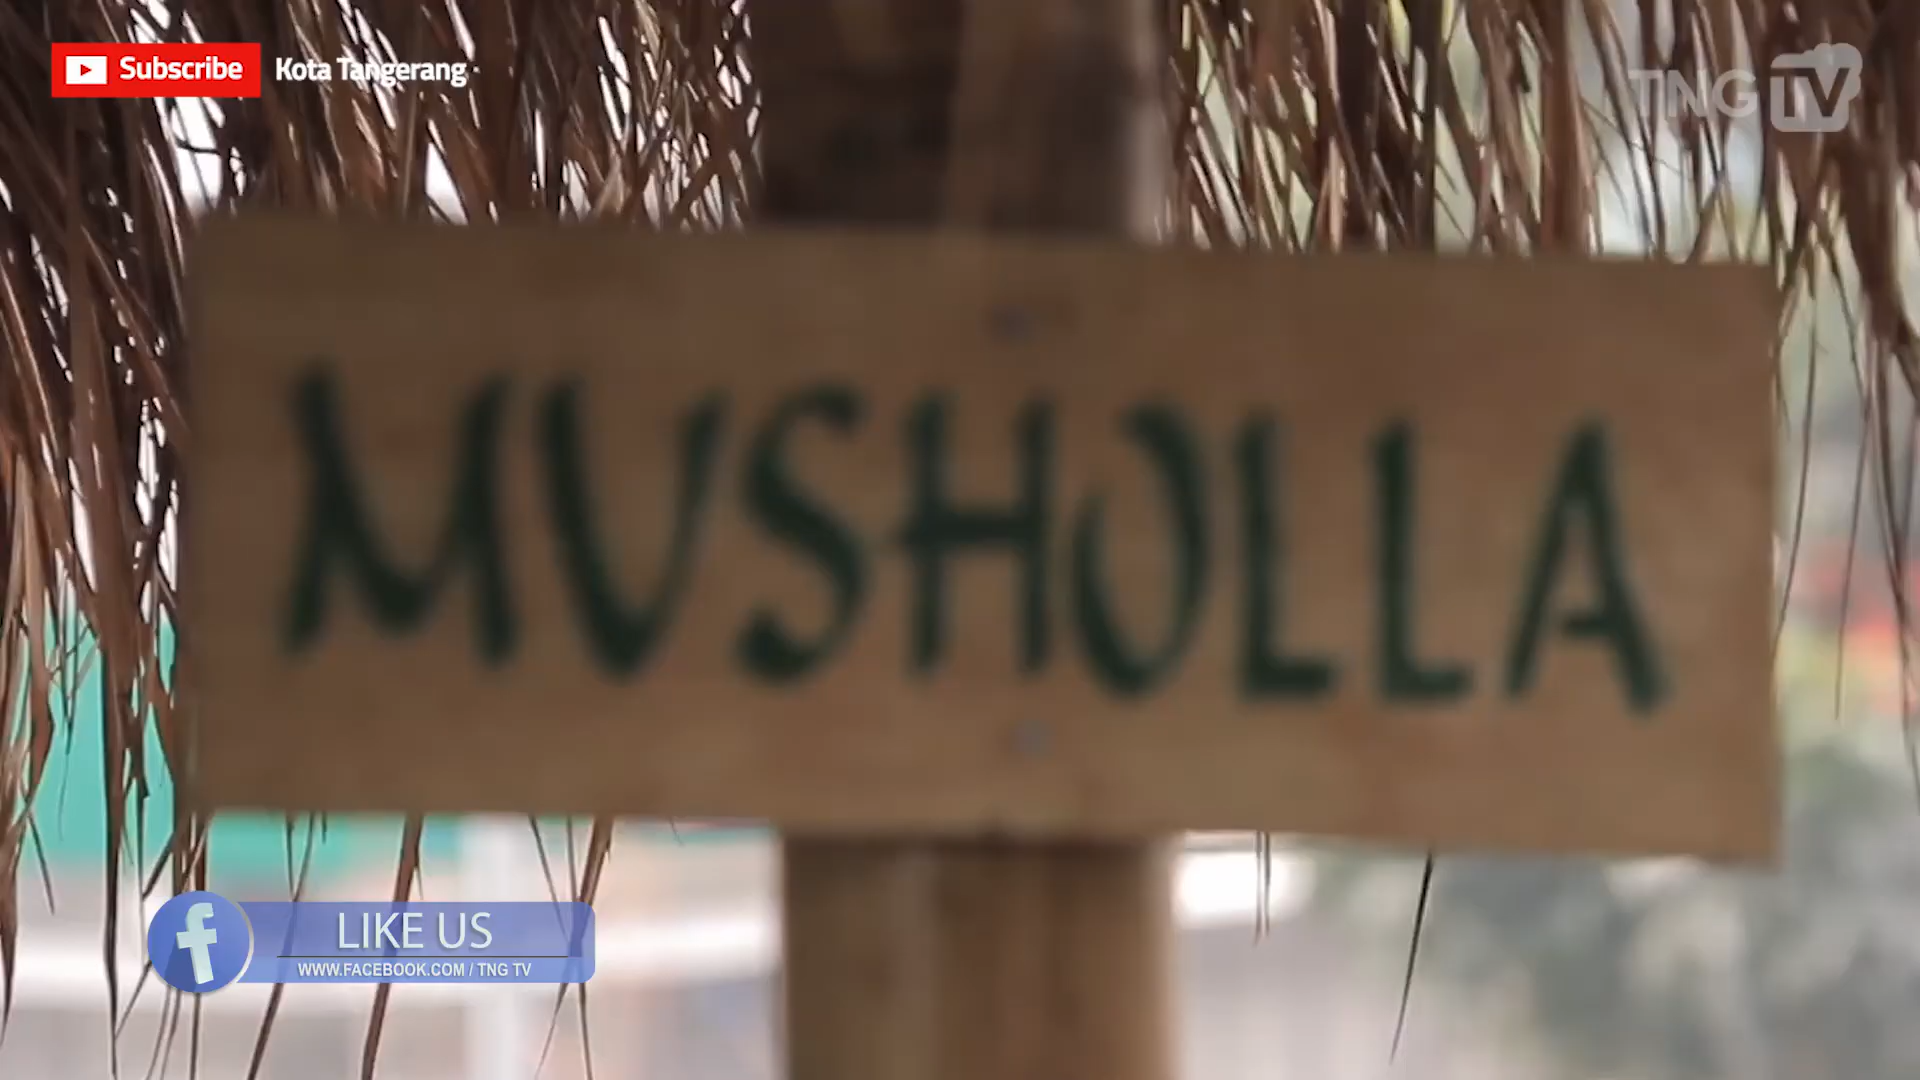 Subscribe Kota Tangerang
TNG TV
MUSHOLLA
LIKE US
WWW.FACEBOOK.COM / TNG TV